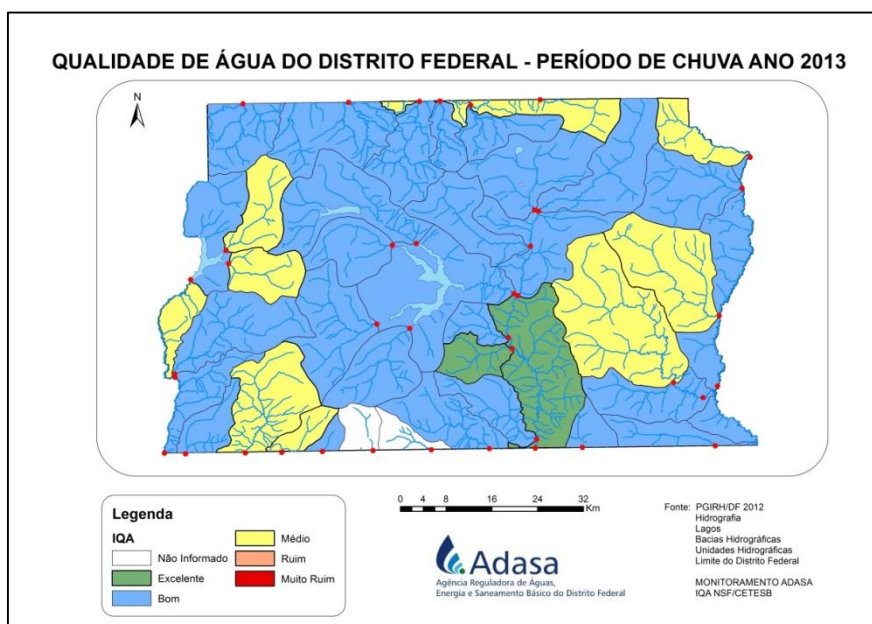 QUALIDADE DE ÁGUA DO DISTRITO FEDERAL - PERÍODO DE CHUVA ANO 2013
N
Legenda
IQA
Não Informado
Excelente
Bom
Médio
Ruim
Muito Ruim
0 2 4 8 16 24 32
Km
Adasa
Agência Reguladora de Águas,
Energia e Saneamento Básico do Distrito Federal
Fonte: PGIRH/DF 2012
Hidrografia
Lagos
Bacias Hidrográficas
Unidades Hidrográficas
Limite do Distrito Federal
MONITORAMENTO ADASA
IQA NSF/CETESB